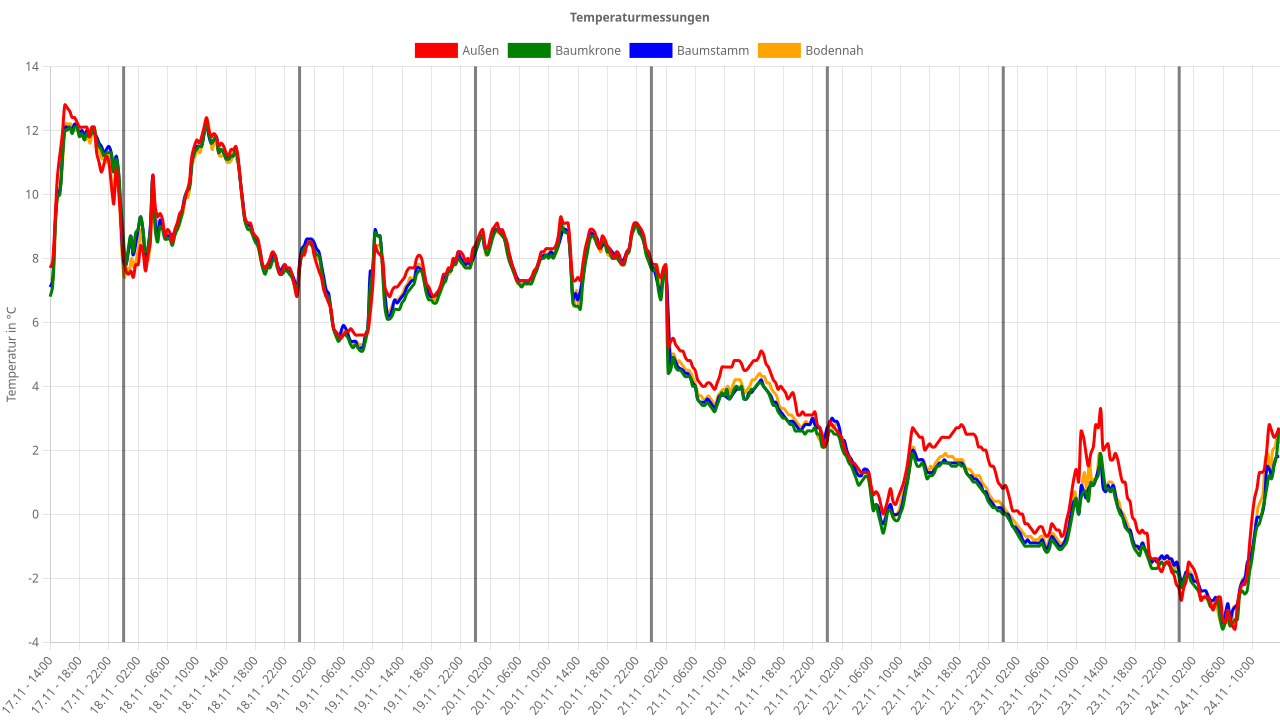 Temperaturmessungen
Außen Baumkrone Baumstamm Bodennah
Temperatur in °C
14
12
10
8
6
4
2
0
-2
-4
17.11 - 14:00
17.11 - 18:00
17.11 - 22:00
18.11 - 02:00
18.11 - 06:00
18.11 - 10:00
18.11 - 14:00
18.11 - 18:00
18.11 - 22:00
19.11 - 02:00
19.11 - 06:00
19.11 - 10:00
19.11 - 14:00
19.11 - 18:00
19.11 - 22:00
20.11 - 02:00
20.11 - 06:00
20.11 - 10:00
20.11 - 14:00
20.11 - 18:00
20.11 - 22:00
21.11 - 02:00
21.11 - 06:00
21.11 - 10:00
21.11 - 14:00
21.11 - 18:00
21.11 - 22:00
22.11 - 02:00
22.11 - 06:00
22.11 - 10:00
22.11 - 14:00
22.11 - 18:00
22.11 - 22:00
23.11 - 02:00
23.11 - 06:00
23.11 - 10:00
23.11 - 14:00
23.11 - 18:00
23.11 - 22:00
24.11 - 02:00
24.11 - 06:00
24.11 - 10:00